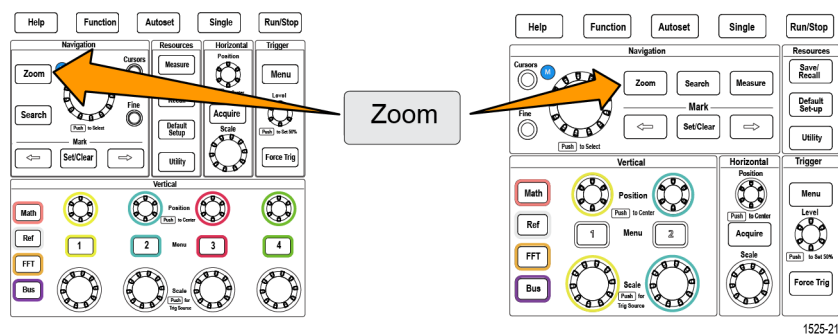 Help Function Autoset Single Run/Stop
Navigation Resources Horizontal Trigger
Zoom
Cursors
Measure
Position
Menu
Search
Fine
Level
Push to Select
Default
Setup
Acquire
Scale
Push to Set 50%
Mark
Set/Clear
Utility
Force Trig
Vertical
Math
Ref
FFT
Bus
Position
Push to Center
1 2 Menu 3 4
Scale
Push for
Trig Source
Zoom
Help Function Autoset Single Run/Stop
Navigation Resources
Cursors
M
Zoom Search Measure
Save/
Recall
Fine
Mark
Set/Clear
Default
Set-up
Push to Select
Utility
Vertical Horizontal Trigger
Math
Ref
FFT
Bus
Position
Push to Center
1 Menu 2
Scale
Push for
Trig Source
Position
Push to Center
Acquire
Scale
Menu
Level
Push to Set 50%
Force Trig
1525-21